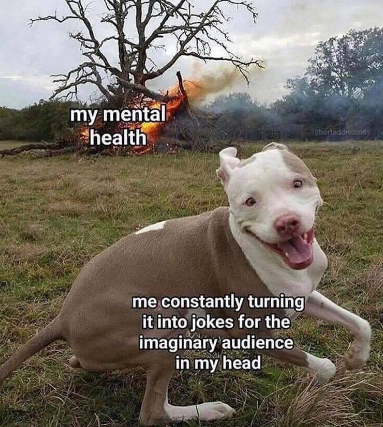 my mental
health
me constantly turning
it into jokes for the
imaginary audience
in my head